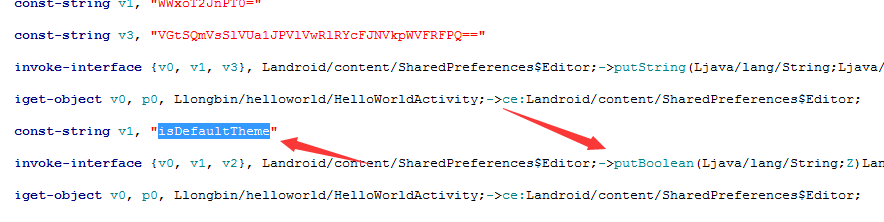 const-string v1, "WWxoT2JnPT0="
const-string v3, "VGtSQmVsSlVUa1JPVlVwRlRYcFJNVkpWVFRFPQ=="
invoke-interface {v0, v1, v3}, Landroid/content/SharedPreferences$Editor;->putString(Ljava/lang/String;Ljava/
iget-object v0, p0, Llongbin/helloworld/HelloWorldActivity;->ce:Landroid/content/SharedPreferences$Editor;
const-string v1, "isDefaultTheme"
invoke-interface {v0, v1, v2}, Landroid/content/SharedPreferences$Editor;->putBoolean(Ljava/lang/String;Z)Lan
iget-object v0, p0, Llongbin/helloworld/HelloWorldActivity;->ce:Landroid/content/SharedPreferences$Editor;